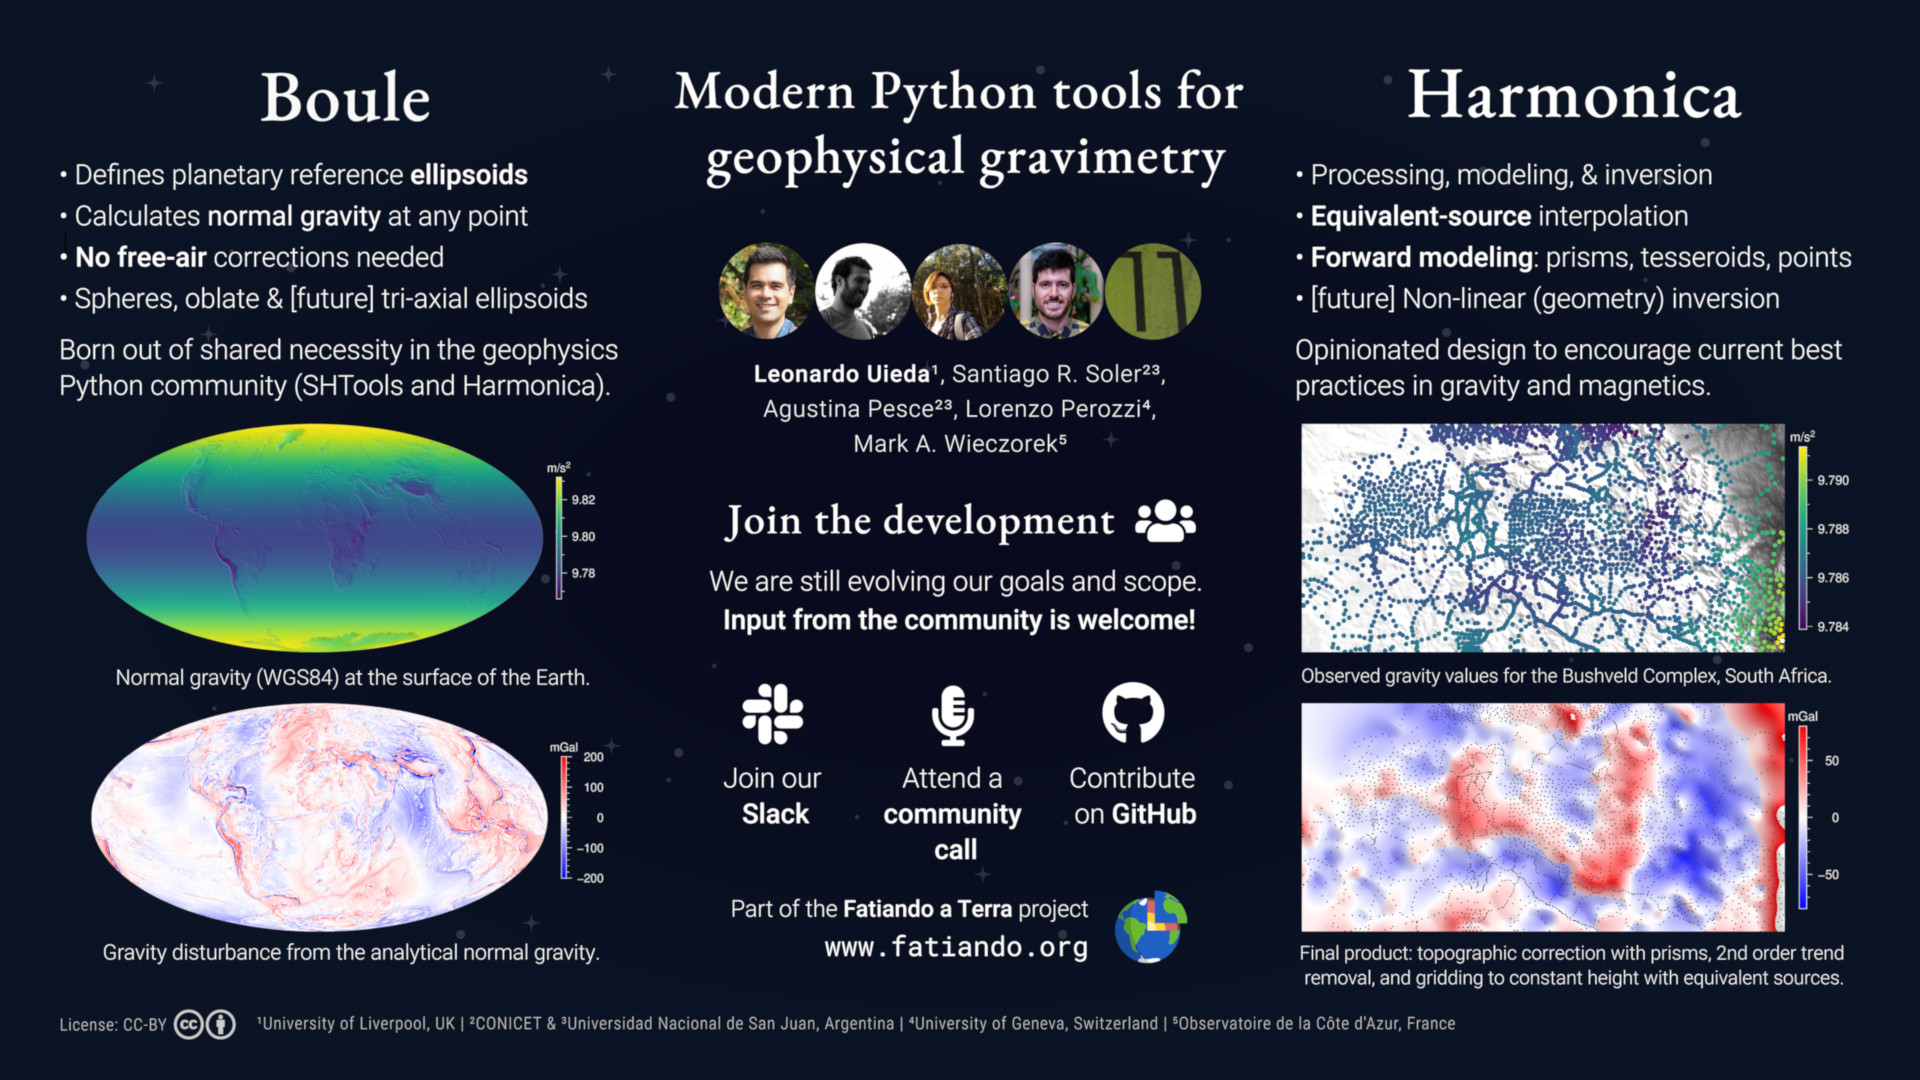 Boule
• Defines planetary reference ellipsoids
• Calculates normal gravity at any point
• No free-air corrections needed
• Spheres, oblate & [future] tri-axial ellipsoids
Born out of shared necessity in the geophysics
Python community (SHTools and Harmonica).
m/s²
9.82
9.80
9.78
Normal gravity (WGS84) at the surface of the Earth.
mGal
200
100
0
−100
−200
Gravity disturbance from the analytical normal gravity.
Modern Python tools for
geophysical gravimetry
Leonardo Uieda¹, Santiago R. Soler²³,
Agustina Pesce²³, Lorenzo Perozzi⁴,
Mark A. Wieczorek⁵
Join the development
We are still evolving our goals and scope.
Input from the community is welcome!
Join our
Slack
Attend a
community
call
Contribute
on GitHub
Part of the Fatiando a Terra project
www.fatiando.org
Harmonica
• Processing, modeling, & inversion
• Equivalent-source interpolation
• Forward modeling: prisms, tesseroids, points
• [future] Non-linear (geometry) inversion
Opinionated design to encourage current best
practices in gravity and magnetics.
m/s²
9.790
9.788
9.786
9.784
Observed gravity values for the Bushveld Complex, South Africa.
mGal
50
0
−50
Final product: topographic correction with prisms, 2nd order trend
removal, and gridding to constant height with equivalent sources.
License: CC-BY cc ¹University of Liverpool, UK | ²CONICET & ³Universidad Nacional de San Juan, Argentina | ⁴University of Geneva, Switzerland | ⁵Observatoire de la Côte d'Azur, France